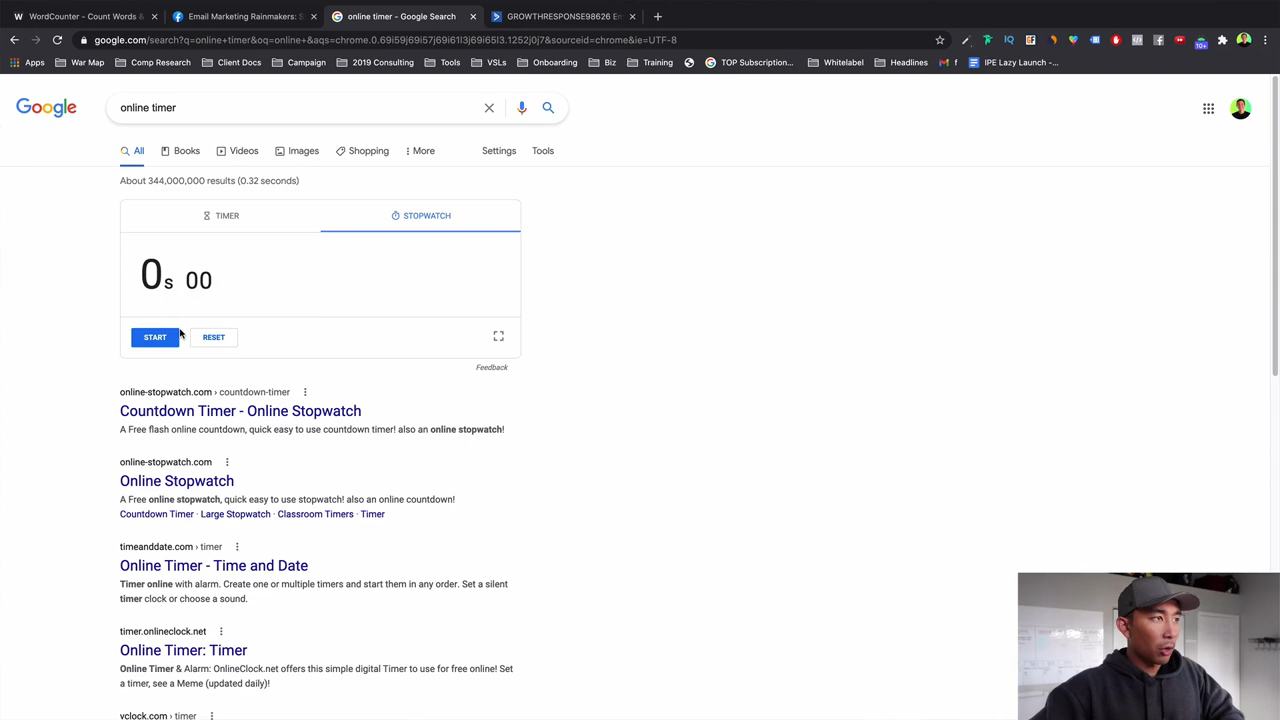 WordCounter - Count Words &
Email Marketing Rainmakers: S
online timer - Google Search
GROWTHRESPONSE98626 Em
google.com/search?q=online+timer&oq=online+&aqs=chrome.0.69i59j69i57j69i61l3j69i65l3.1252j0j7&sourceid=chrome&ie=UTF-8
10+
Apps
War Map
Comp Research
Client Docs
Campaign
2019 Consulting
Tools
VSLs
Onboarding
Biz
Training
TOP Subscription...
Whitelabel
Headlines
f
IPE Lazy Launch -...
Google
online timer
All
Books
Videos
Images
Shopping
More
Settings
Tools
About 344,000,000 results (0.32 seconds)
TIMER
STOPWATCH
0s 00
START
RESET
Feedback
online-stopwatch.com › countdown-timer
Countdown Timer - Online Stopwatch
A Free flash online countdown, quick easy to use countdown timer! also an online stopwatch!
online-stopwatch.com
Online Stopwatch
A Free online stopwatch, quick easy to use stopwatch! also an online countdown!
Countdown Timer · Large Stopwatch · Classroom Timers · Timer
timeanddate.com › timer
Online Timer - Time and Date
Timer online with alarm. Create one or multiple timers and start them in any order. Set a silent
timer clock or choose a sound.
timer.onlineclock.net
Online Timer: Timer
Online Timer & Alarm: OnlineClock.net offers this simple digital Timer to use for free online! Set
a timer, see a Meme (updated daily)!
vclock.com › timer